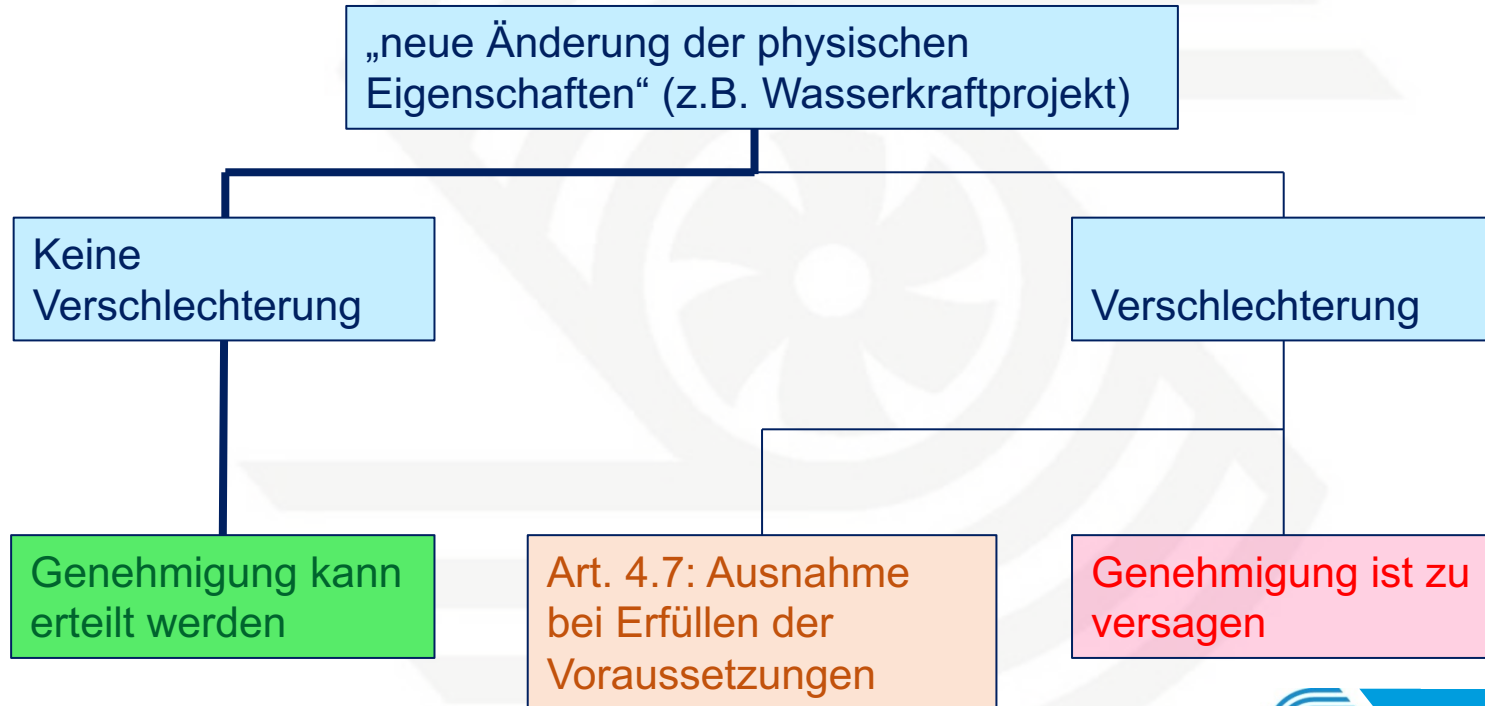 „neue Änderung der physischen
Eigenschaften“ (z.B. Wasserkraftprojekt)
Keine
Verschlechterung
Verschlechterung
Genehmigung kann
erteilt werden
Art. 4.7: Ausnahme
bei Erfüllen der
Voraussetzungen
Genehmigung ist zu
versagen